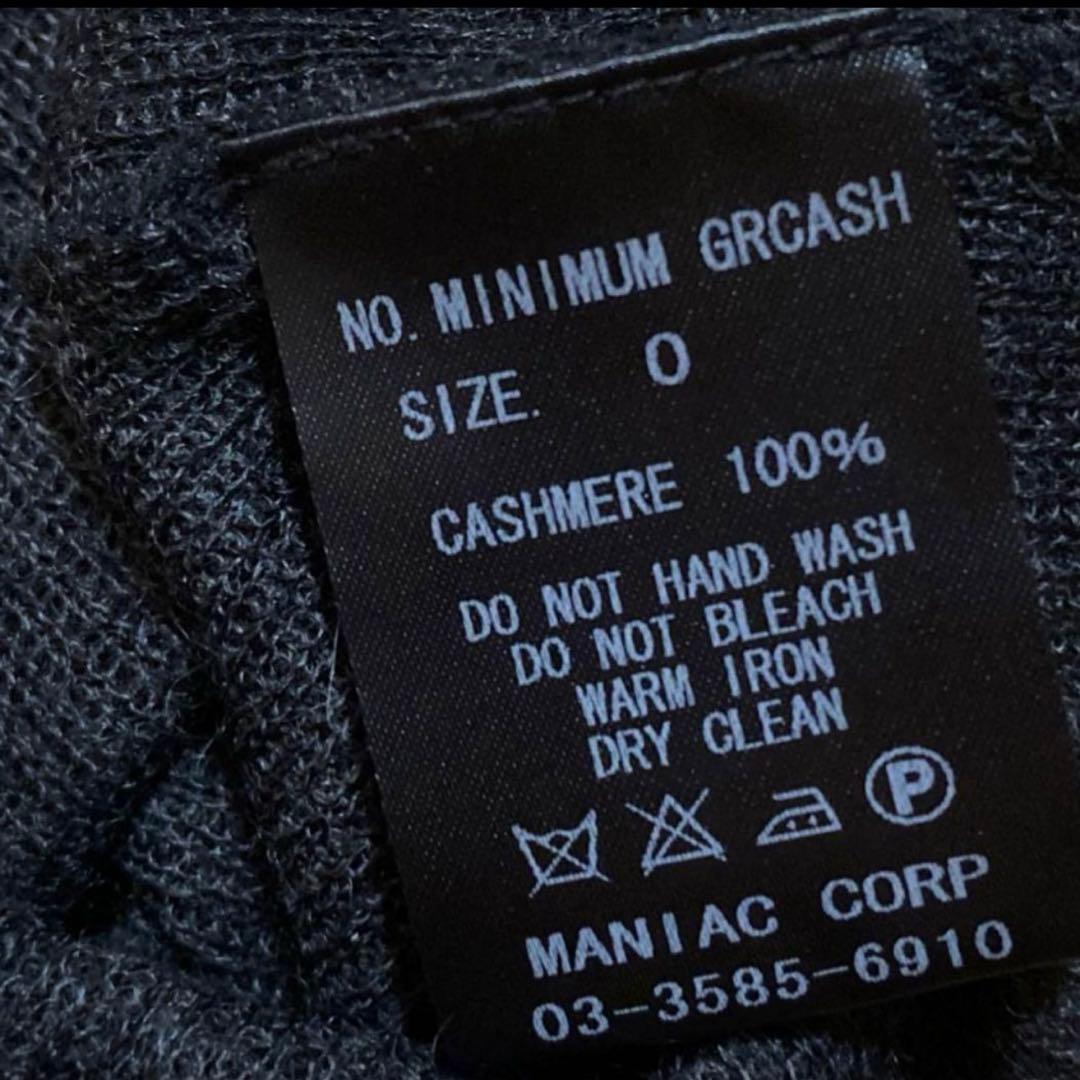 NO. MINIMUM GRCASH
SIZE. 0
CASHMERE 100%
DO NOT HAND WASH
DO NOT BLEACH
WARM IRON
DRY CLEAN
P
MANIAC CORP
03-3585-6910